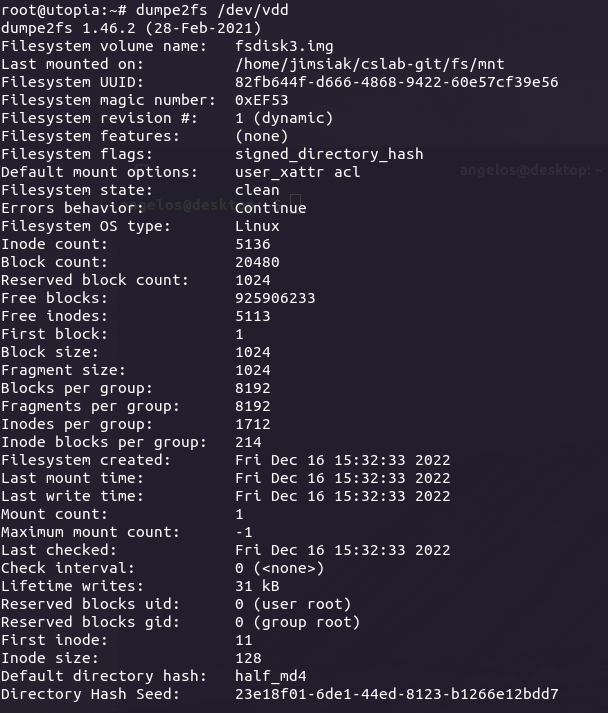 root@utopia:~# dumpe2fs /dev/vdd
dumpe2fs 1.46.2 (28-Feb-2021)
Filesystem volume name:   fsdisk3.img
Last mounted on:          /home/jimsiak/cslab-git/fs/mnt
Filesystem UUID:          82fb644f-d666-4868-9422-60e57cf39e56
Filesystem magic number:  0xEF53
Filesystem revision #:    1 (dynamic)
Filesystem features:      (none)
Filesystem flags:         signed_directory_hash
angelos@desktop: ~
Default mount options:    user_xattr acl
Filesystem state:         clean
angelos@desktop
Errors behavior:          Continue
Filesystem OS type:       Linux
Inode count:              5136
Block count:              20480
Reserved block count:     1024
Free blocks:              925906233
Free inodes:              5113
First block:              1
Block size:               1024
Fragment size:            1024
Blocks per group:         8192
Fragments per group:      8192
Inodes per group:         1712
Inode blocks per group:   214
Filesystem created:       Fri Dec 16 15:32:33 2022
Last mount time:          Fri Dec 16 15:32:33 2022
Last write time:          Fri Dec 16 15:32:33 2022
Mount count:              1
Maximum mount count:      -1
Last checked:             Fri Dec 16 15:32:33 2022
Check interval:           0 (<none>)
Lifetime writes:          31 kB
Reserved blocks uid:      0 (user root)
Reserved blocks gid:      0 (group root)
First inode:              11
Inode size:               128
Default directory hash:   half_md4
Directory Hash Seed:      23e18f01-6de1-44ed-8123-b1266e12bdd7